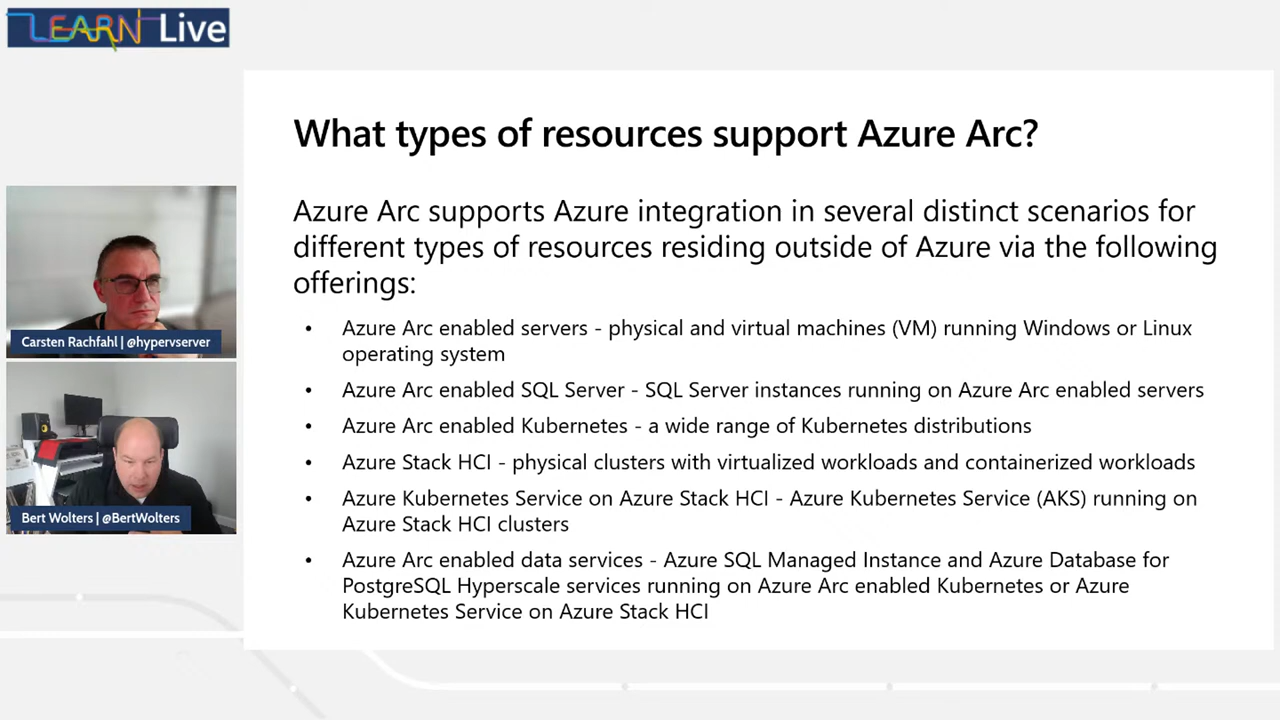 LEARN Live
What types of resources support Azure Arc?
Azure Arc supports Azure integration in several distinct scenarios for
different types of resources residing outside of Azure via the following
offerings:
• Azure Arc enabled servers - physical and virtual machines (VM) running Windows or Linux
operating system
• Azure Arc enabled SQL Server - SQL Server instances running on Azure Arc enabled servers
• Azure Arc enabled Kubernetes - a wide range of Kubernetes distributions
• Azure Stack HCI - physical clusters with virtualized workloads and containerized workloads
• Azure Kubernetes Service on Azure Stack HCI - Azure Kubernetes Service (AKS) running on
Azure Stack HCI clusters
• Azure Arc enabled data services - Azure SQL Managed Instance and Azure Database for
PostgreSQL Hyperscale services running on Azure Arc enabled Kubernetes or Azure
Kubernetes Service on Azure Stack HCI
Carsten Rachfahl | @hypervserver
Bert Wolters | @BertWolters